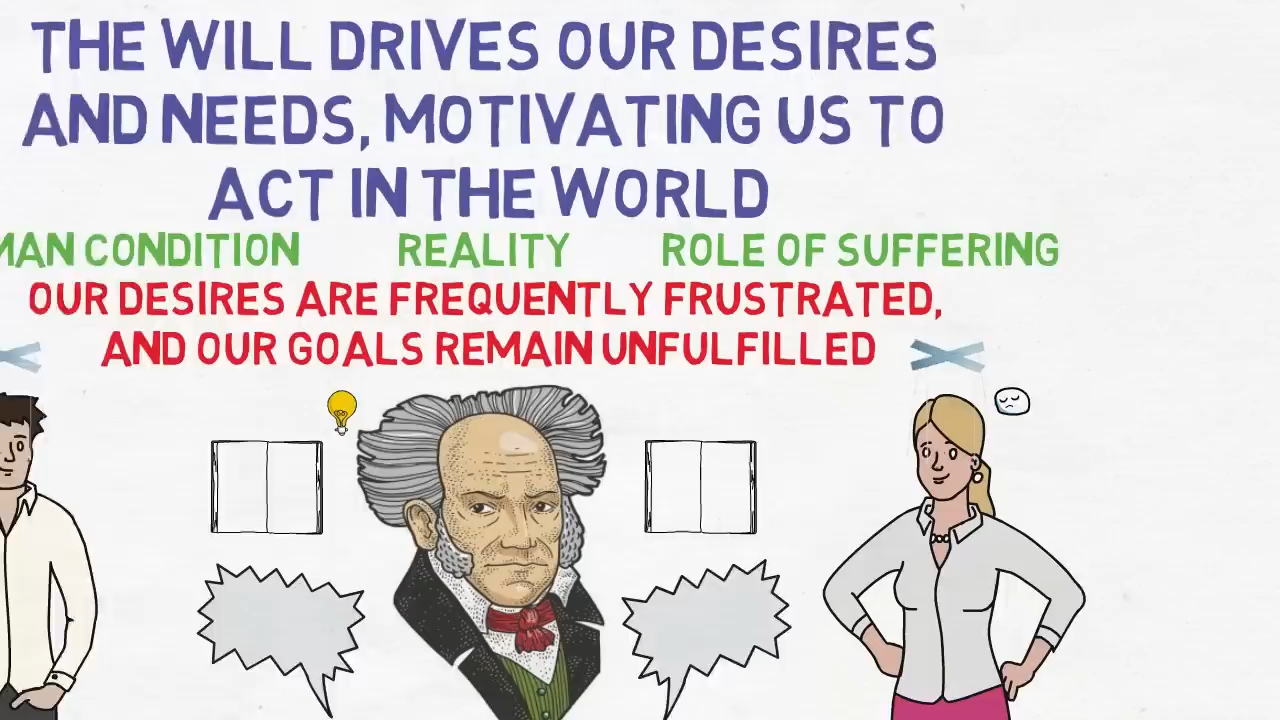 THE WILL DRIVES OUR DESIRES
AND NEEDS, MOTIVATING US TO
ACT IN THE WORLD
MAN CONDITION REALITY ROLE OF SUFFERING
OUR DESIRES ARE FREQUENTLY FRUSTRATED,
AND OUR GOALS REMAIN UNFULFILLED